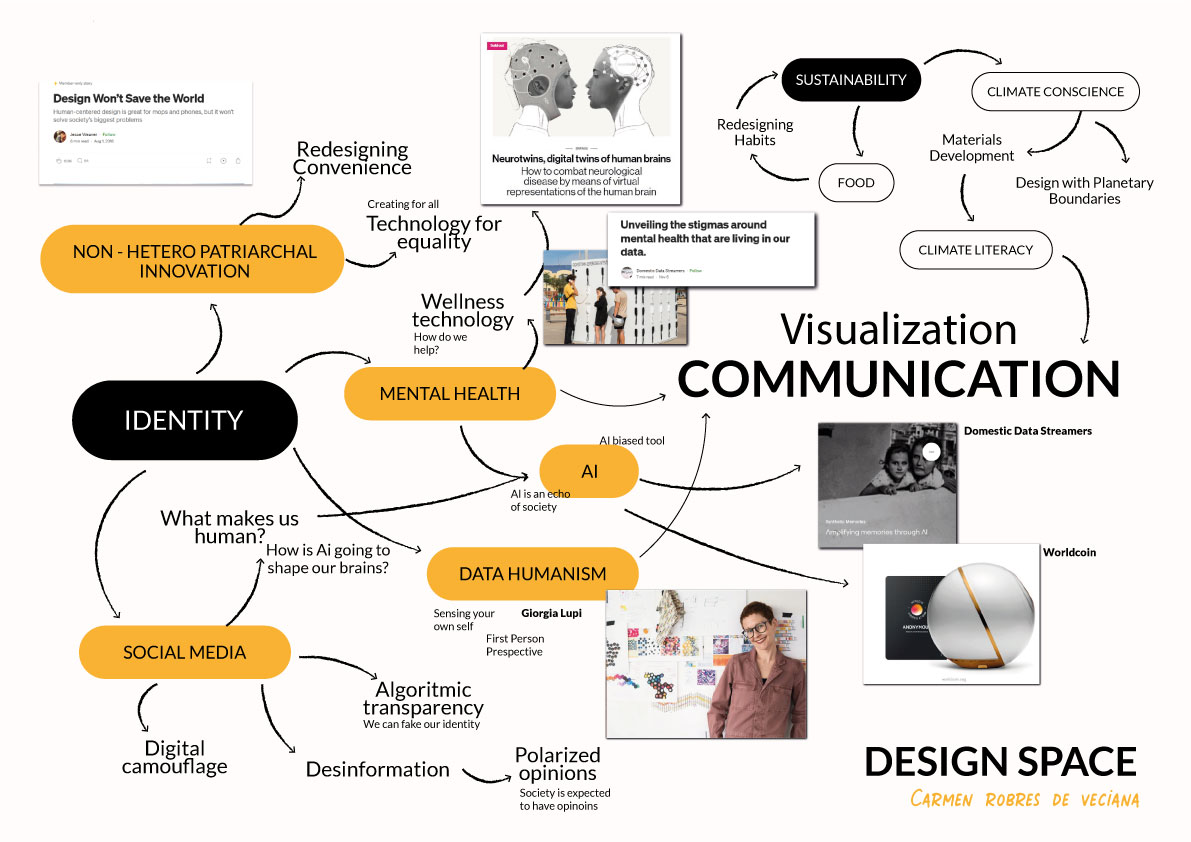 Member-only story
Design Won't Save the World
Human-centered design is great for mops and phones, but it won't
solve society's biggest problems
Jesse Weaver · Follow
NON - HETERO PATRIARCHAL
INNOVATION
Redesigning
Convenience
Creating for all
Technology for
equality
Neurotwins, digital twins of human brains
How to combat neurological
disease by means of virtual
representations of the human brain
Unveiling the stigmas around
mental health that are living in our
data.
Domestic Data Streamers · Follow
7 min read · Nov 8
SUSTAINABILITY
CLIMATE CONSCIENCE
Redesigning
Habits
FOOD
Materials
Development
Design with Planetary
Boundaries
CLIMATE LITERACY
Wellness
technology
How do we
help?
Visualization
COMMUNICATION
IDENTITY
MENTAL HEALTH
AI biased tool
AI
AI is an echo
of society
Domestic Data Streamers
Synthetic Memories
Amplifying memories through AI
Worldcoin
ANONYMOU
worldcoin.org
What makes us
human?
How is Ai going to
shape our brains?
DATA HUMANISM
Sensing your
own self
Giorgia Lupi
First Person
Prespective
SOCIAL MEDIA
Algoritmic
transparency
We can fake our identity
Digital
camouflage
Desinformation
Polarized
opinions
Society is expected
to have opinoins
DESIGN SPACE
CARMEN ROBRES DE VECIANA